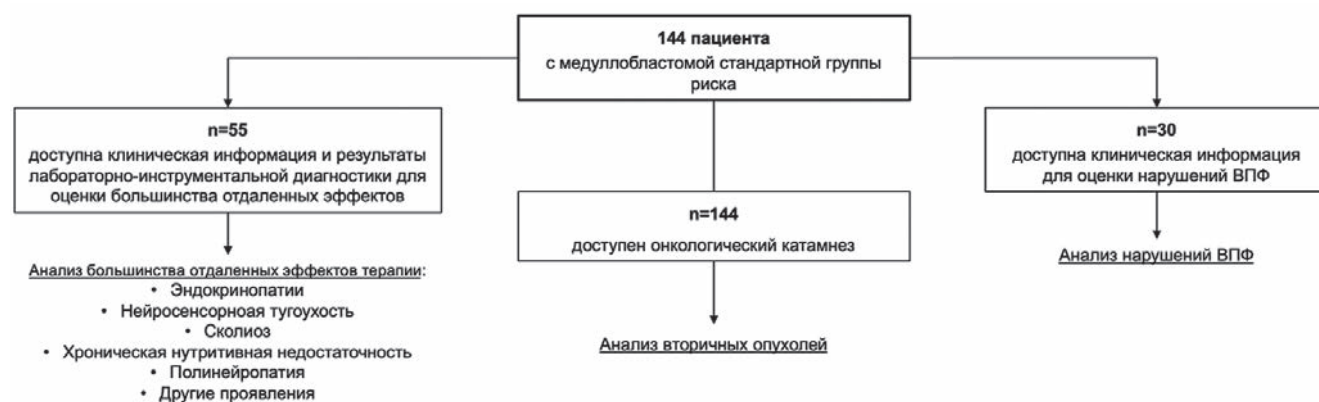 144 пациента
с медуллобластомой стандартной группы
риска
n=55
доступна клиническая информация и результаты
лабораторно-инструментальной диагностики для
оценки большинства отдаленных эффектов
Анализ большинства отдаленных эффектов терапии:
• Эндокринопатии
• Нейросенсорноая тугоухость
• Сколиоз
• Хроническая нутритивная недостаточность
• Полинейропатия
• Другие проявления
n=144
доступен онкологический катамнез
Анализ вторичных опухолей
n=30
доступна клиническая информация
для оценки нарушений ВПФ
Анализ нарушений ВПФ